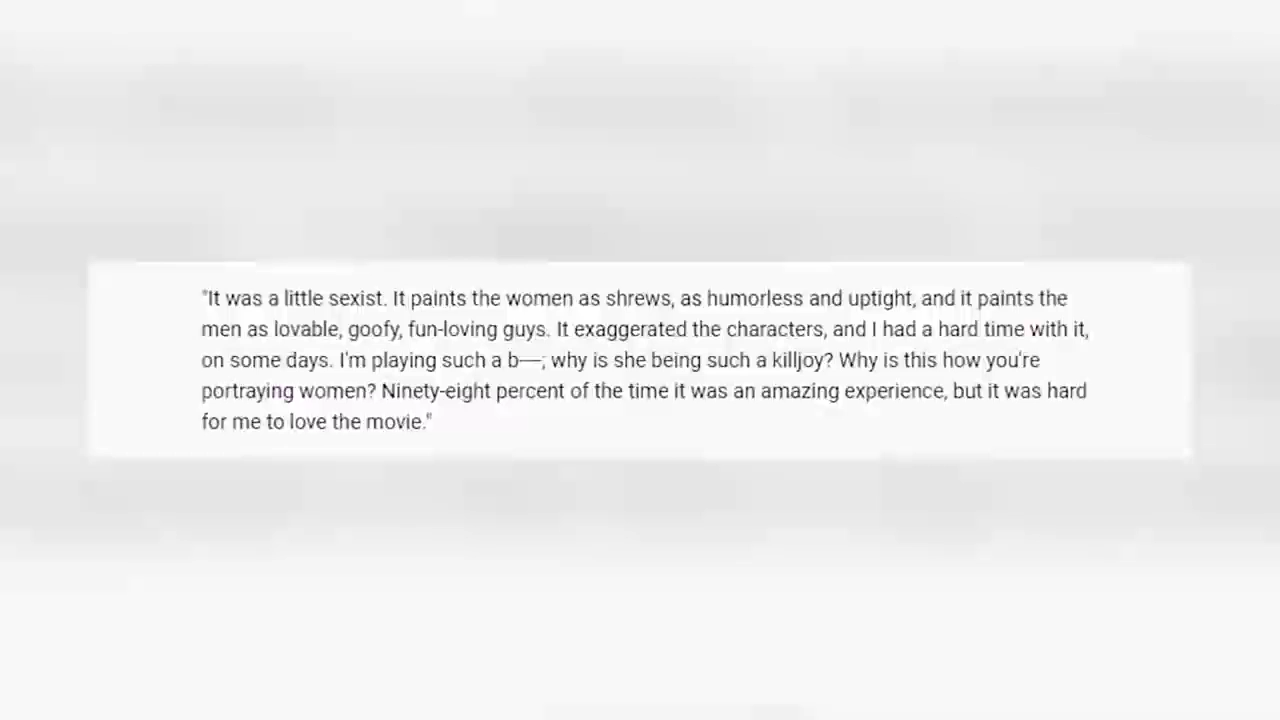 "It was a little sexist. It paints the women as shrews, as humorless and uptight, and it paints the
men as lovable, goofy, fun-loving guys. It exaggerated the characters, and I had a hard time with it,
on some days. I'm playing such a b—; why is she being such a killjoy? Why is this how you're
portraying women? Ninety-eight percent of the time it was an amazing experience, but it was hard
for me to love the movie."